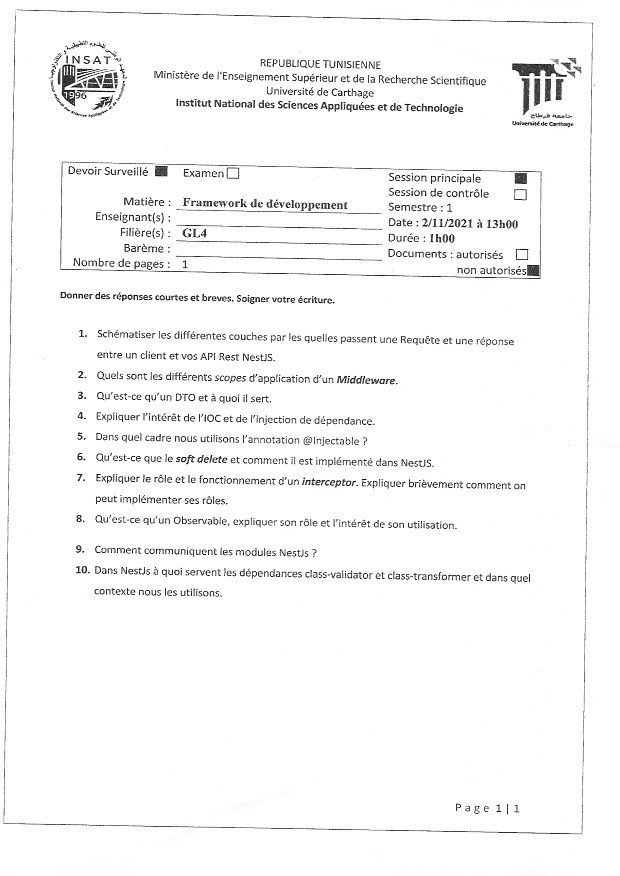 INSAT
1996
REPUBLIQUE TUNISIENNE
Ministère de l'Enseignement Supérieur et de la Recherche Scientifique
Université de Carthage
Institut National des Sciences Appliquées et de Technologie
جامعة قرطاج
Université de Carthage
Devoir Surveillé Examen
Matière : Framework de développement
Enseignant(s) :
Filière(s) : GL4
Barème :
Nombre de pages : 1
Session principale
Session de contrôle
Semestre : 1
Date : 2/11/2021 à 13h00
Durée : 1h00
Documents : autorisés
non autorisés
Donner des réponses courtes et breves. Soigner votre écriture.
1. Schématiser les différentes couches par les quelles passent une Requête et une réponse
entre un client et vos API Rest NestJS.
2. Quels sont les différents scopes d'application d'un Middleware.
3. Qu'est-ce qu'un DTO et à quoi il sert.
4. Expliquer l'intérêt de l'IOC et de l'injection de dépendance.
5. Dans quel cadre nous utilisons l'annotation @Injectable ?
6. Qu'est-ce que le soft delete et comment il est implémenté dans NestJS.
7. Expliquer le rôle et le fonctionnement d'un interceptor. Expliquer brièvement comment on
peut implémenter ses rôles.
8. Qu'est-ce qu'un Observable, expliquer son rôle et l'intérêt de son utilisation.
9. Comment communiquent les modules NestJs ?
10. Dans NestJs à quoi servent les dépendances class-validator et class-transformer et dans quel
contexte nous les utilisons.
Page 1|1